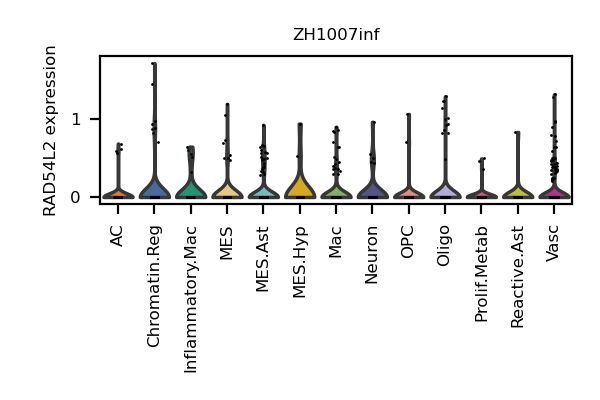 ZH1007inf
RAD54L2 expression
1
0
AC
Chromatin.Reg
Inflammatory.Mac
MES
MES.Ast
MES.Hyp
Mac
Neuron
OPC
Oligo
Prolif.Metab
Reactive.Ast
Vasc